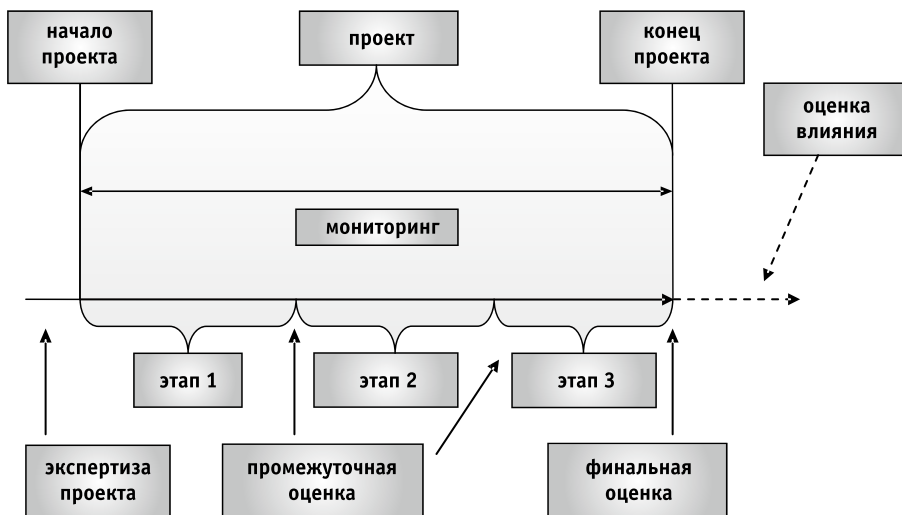 начало
проекта
проект
конец
проекта
оценка
влияния
мониторинг
этап 1
этап 2
этап 3
экспертиза
проекта
промежуточная
оценка
финальная
оценка